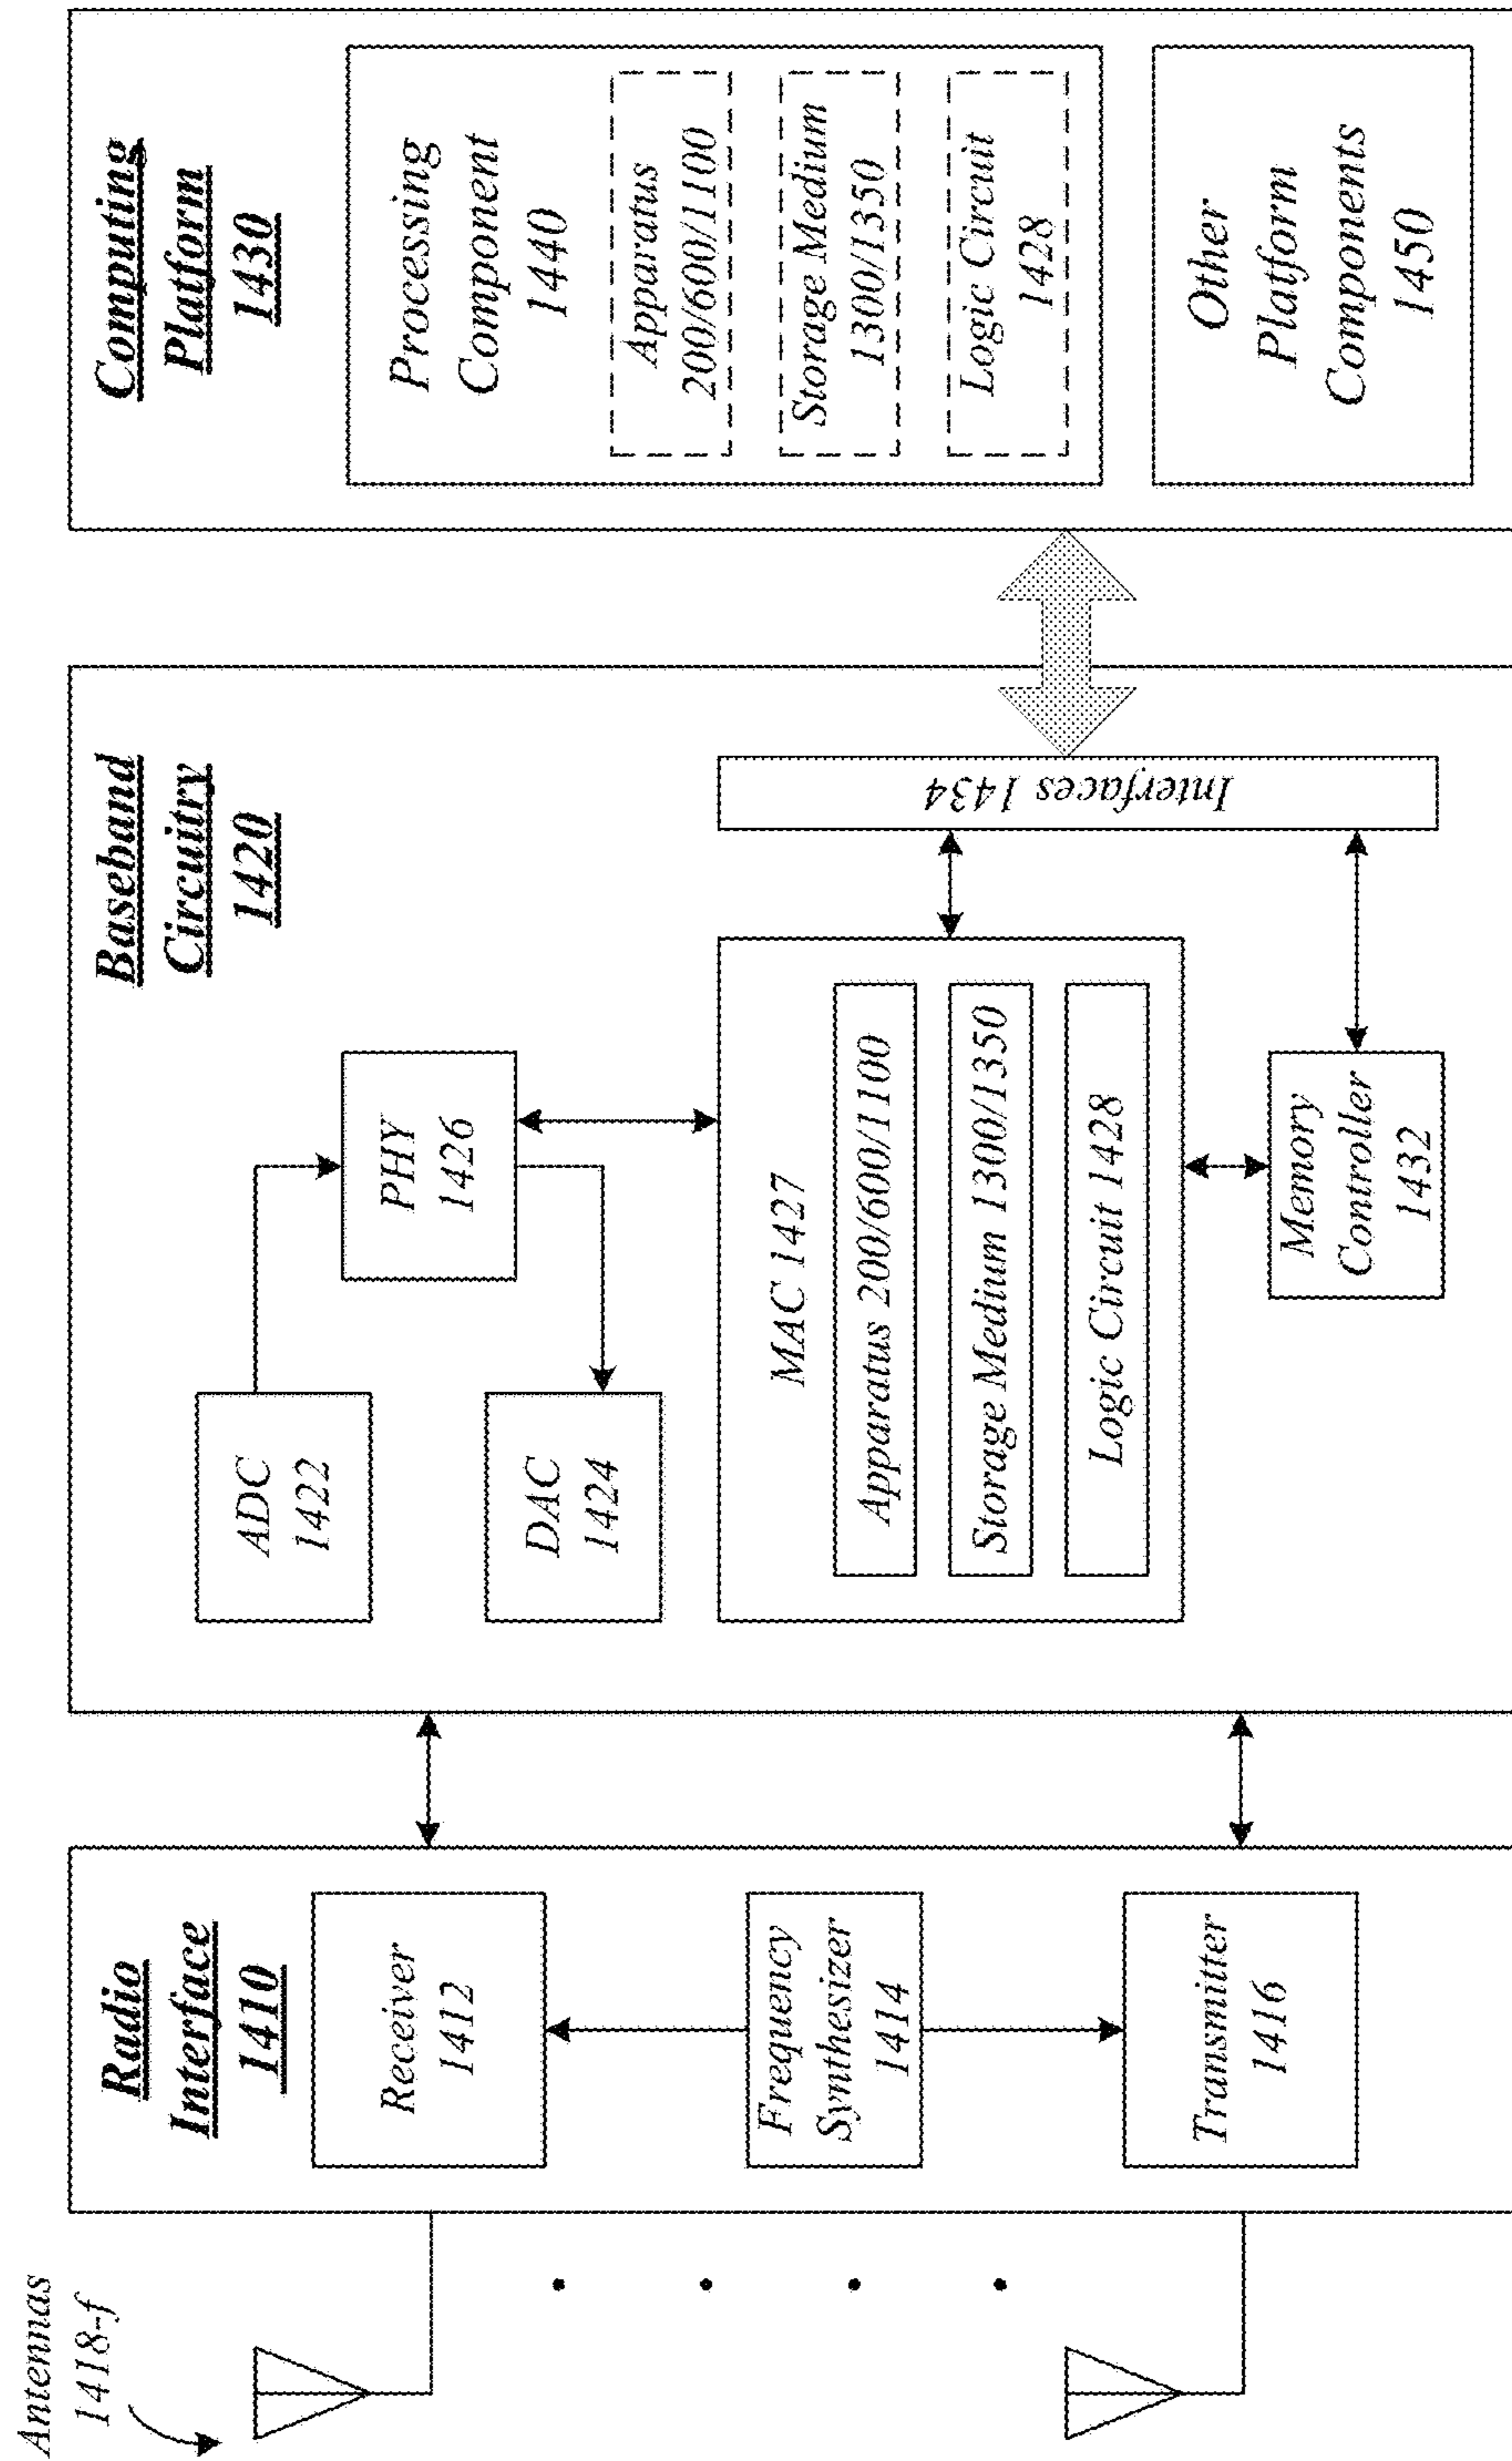 Antennas
1418-f
Radio
Interface
1410
Receiver
1412
Frequency
Synthesizer
1414
Transmitter
1416
Baseband
Circuitry
1420
ADC
1422
DAC
1424
PHY
1426
MAC 1427
Apparatus 200/600/1100
Storage Medium 1300/1350
Logic Circuit 1428
Memory
Controller
1432
Interfaces 1434
Computing
Platform
1430
Processing
Component
1440
Apparatus
200/600/1100
Storage Medium
1300/1350
Logic Circuit
1428
Other
Platform
Components
1450